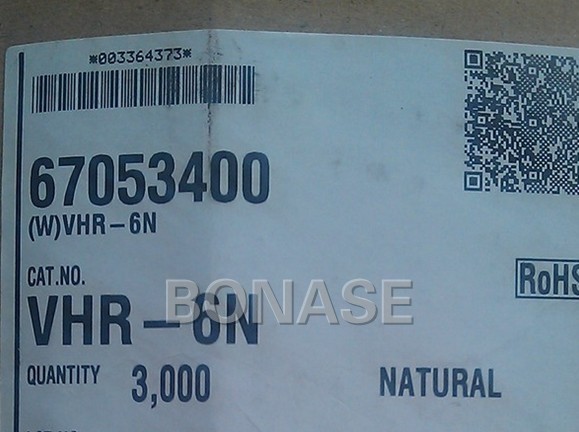 *003364373*
67053400
(W)VHR-6N
CAT.NO.
VHR-6N
BONASE
RoHS
QUANTITY 3,000 NATURAL